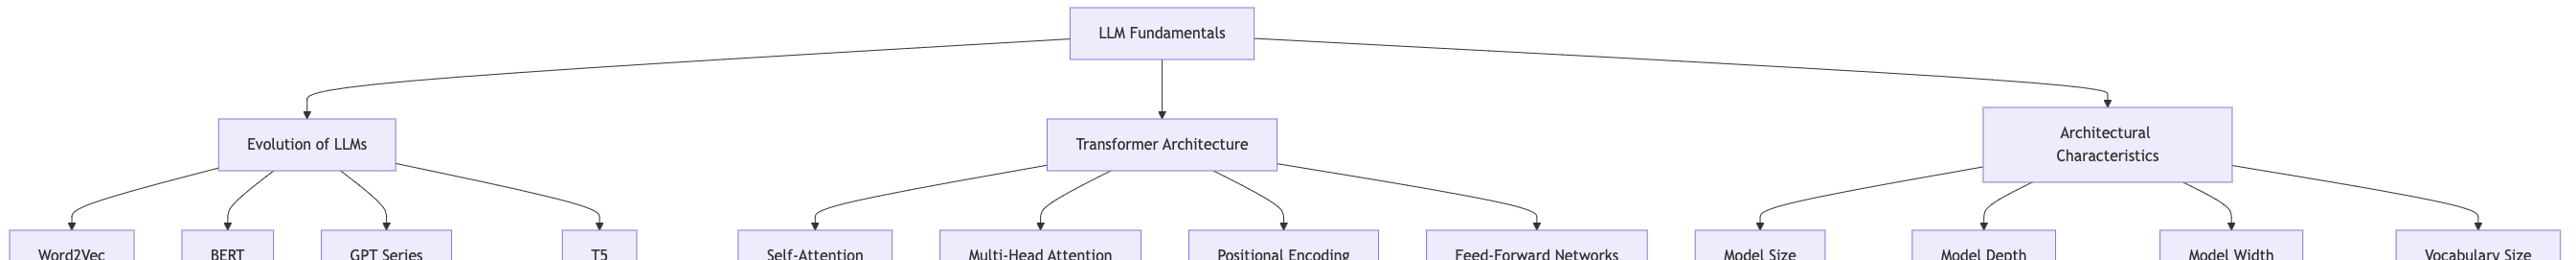 LLM Fundamentals
Evolution of LLMs
Transformer Architecture
Architectural
Characteristics
Word2Vec
BERT
GPT Series
T5
Self-Attention
Multi-Head Attention
Positional Encoding
Feed-Forward Networks
Model Size
Model Depth
Model Width
Vocabulary Size